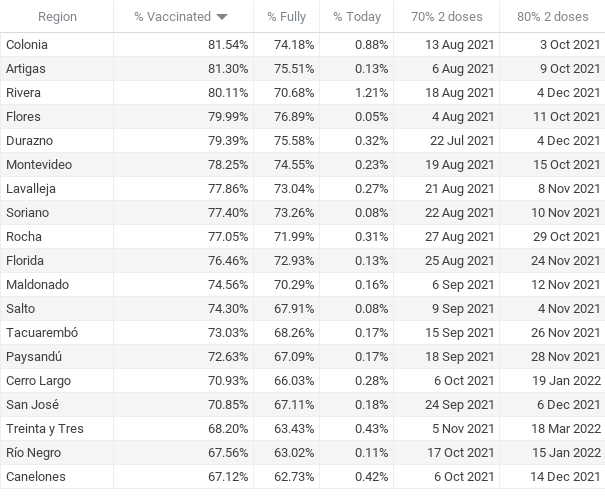 Region % Vaccinated % Fully % Today 70% 2 doses 80% 2 doses
Colonia 81.54% 74.18% 0.88% 13 Aug 2021 3 Oct 2021
Artigas 81.30% 75.51% 0.13% 6 Aug 2021 9 Oct 2021
Rivera 80.11% 70.68% 1.21% 18 Aug 2021 4 Dec 2021
Flores 79.99% 76.89% 0.05% 4 Aug 2021 11 Oct 2021
Durazno 79.39% 75.58% 0.32% 22 Jul 2021 4 Dec 2021
Montevideo 78.25% 74.55% 0.23% 19 Aug 2021 15 Oct 2021
Lavalleja 77.86% 73.04% 0.27% 21 Aug 2021 8 Nov 2021
Soriano 77.40% 73.26% 0.08% 22 Aug 2021 10 Nov 2021
Rocha 77.05% 71.99% 0.31% 27 Aug 2021 29 Oct 2021
Florida 76.46% 72.93% 0.13% 25 Aug 2021 24 Nov 2021
Maldonado 74.56% 70.29% 0.16% 6 Sep 2021 12 Nov 2021
Salto 74.30% 67.91% 0.08% 9 Sep 2021 4 Nov 2021
Tacuarembó 73.03% 68.26% 0.17% 15 Sep 2021 26 Nov 2021
Paysandú 72.63% 67.09% 0.17% 18 Sep 2021 28 Nov 2021
Cerro Largo 70.93% 66.03% 0.28% 6 Oct 2021 19 Jan 2022
San José 70.85% 67.11% 0.18% 24 Sep 2021 6 Dec 2021
Treinta y Tres 68.20% 63.43% 0.43% 5 Nov 2021 18 Mar 2022
Río Negro 67.56% 63.02% 0.11% 17 Oct 2021 15 Jan 2022
Canelones 67.12% 62.73% 0.42% 6 Oct 2021 14 Dec 2021